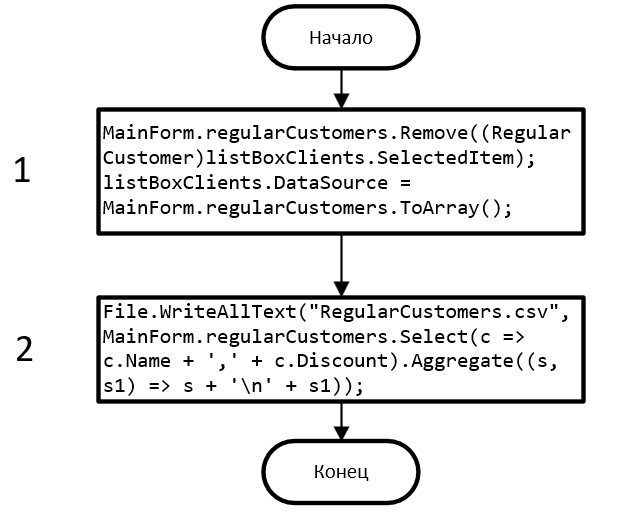 Начало
1
MainForm.regularCustomers.Remove((Regular
Customer)listBoxClients.SelectedItem);
listBoxClients.DataSource =
MainForm.regularCustomers.ToArray();
2
File.WriteAllText("RegularCustomers.csv",
MainForm.regularCustomers.Select(c =>
c.Name + ',' + c.Discount).Aggregate((s,
s1) => s + '\n' + s1));
Конец